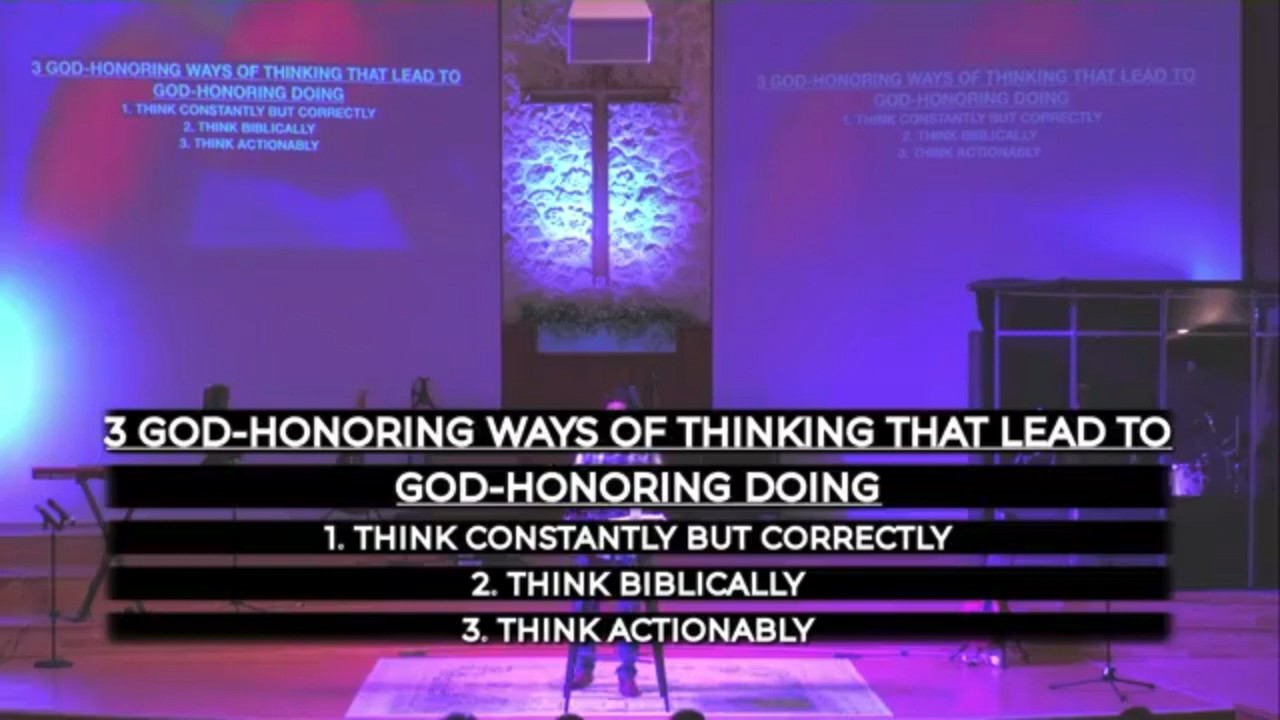 3 GOD-HONORING WAYS OF THINKING THAT LEAD TO
GOD-HONORING DOING
1. THINK CONSTANTLY BUT CORRECTLY
2. THINK BIBLICALLY
3. THINK ACTIONABLY
3 GOD-HONORING WAYS OF THINKING THAT LEAD TO
GOD-HONORING DOING
1. THINK CONSTANTLY BUT CORRECTLY
2. THINK BIBLICALLY
3. THINK ACTIONABLY
3 GOD-HONORING WAYS OF THINKING THAT LEAD TO
GOD-HONORING DOING
1. THINK CONSTANTLY BUT CORRECTLY
2. THINK BIBLICALLY
3. THINK ACTIONABLY